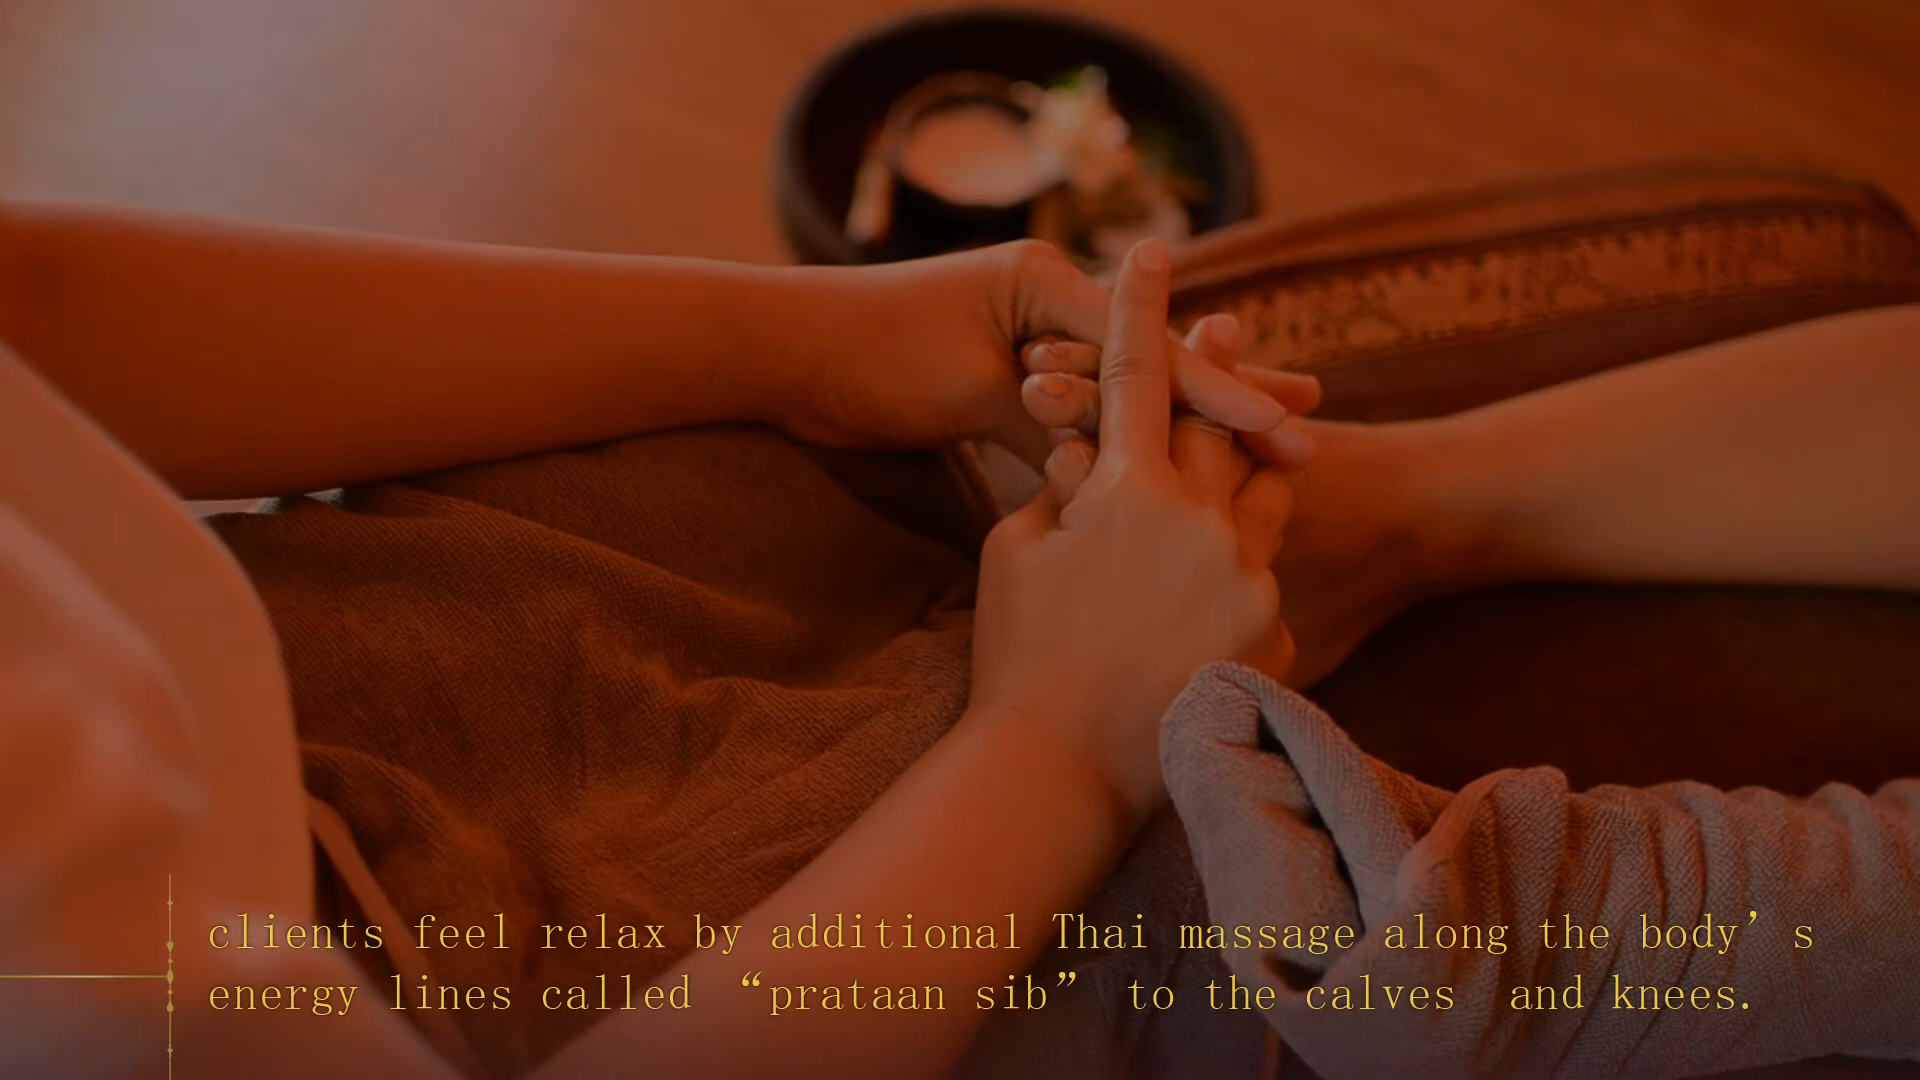 clients feel relax by additional Thai massage along the body’s
energy lines called “prataan sib” to the calves and knees.